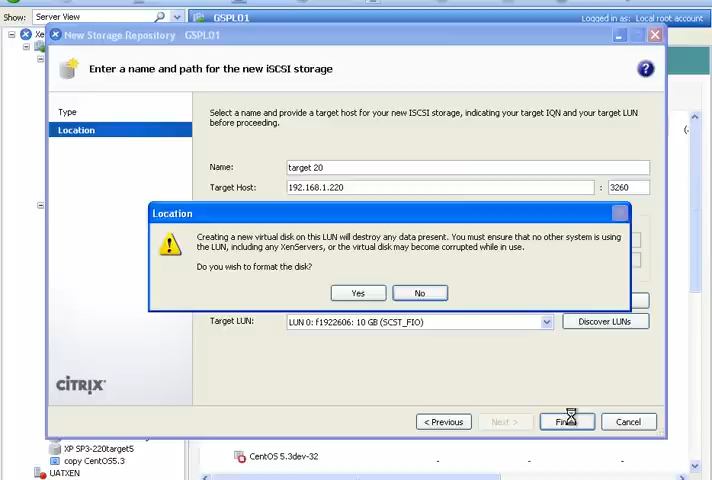 Show: Server View
GSPL01
Logged in as: Local root account
New Storage Repository GSPL01
Enter a name and path for the new iSCSI storage
Type
Location
Select a name and provide a target host for your new iSCSI storage, indicating your target IQN and your target LUN
before proceeding.
Name: target 20
Target Host: 192.168.1.220 : 3260
Location
Creating a new virtual disk on this LUN will destroy any data present. You must ensure that no other system is using
the LUN, including any XenServers, or the virtual disk may become corrupted while in use.
Do you wish to format the disk?
Yes No
Target LUN: LUN 0: f1922606: 10 GB (SCST_FIO) Discover LUNs
CITRIX
< Previous Next > Cancel
XP SP3-220target5
copy CentOS5.3
CentOS 5.3dev-32
UATXEN